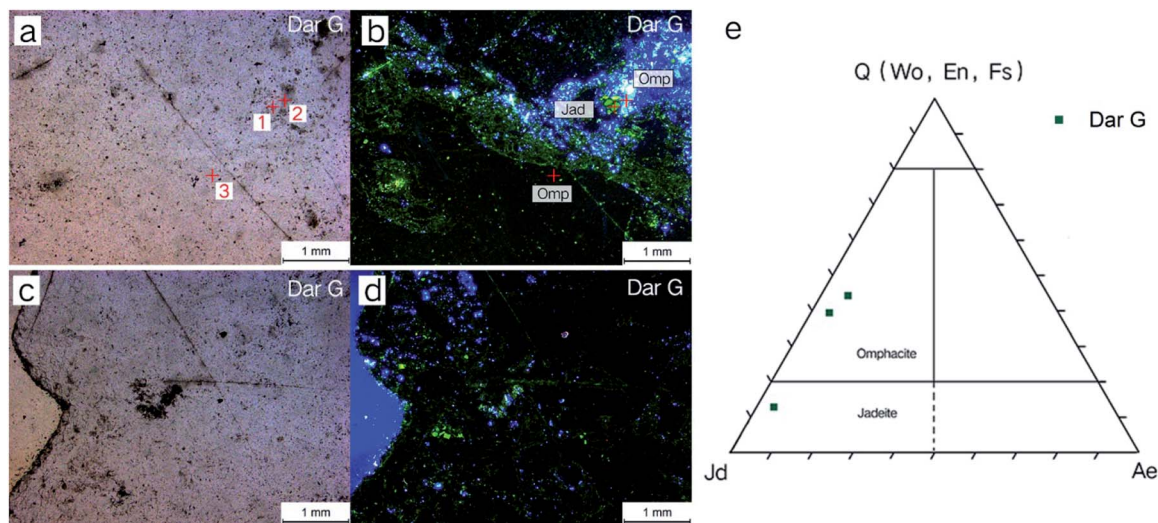 a
Dar G
1
2
3
1 mm
b
Dar G
Omp
Jad
Omp
1 mm
c
Dar G
1 mm
d
Dar G
1 mm
e
Q (Wo, En, Fs)
Dar G
Omphacite
Jadeite
Jd
Ae